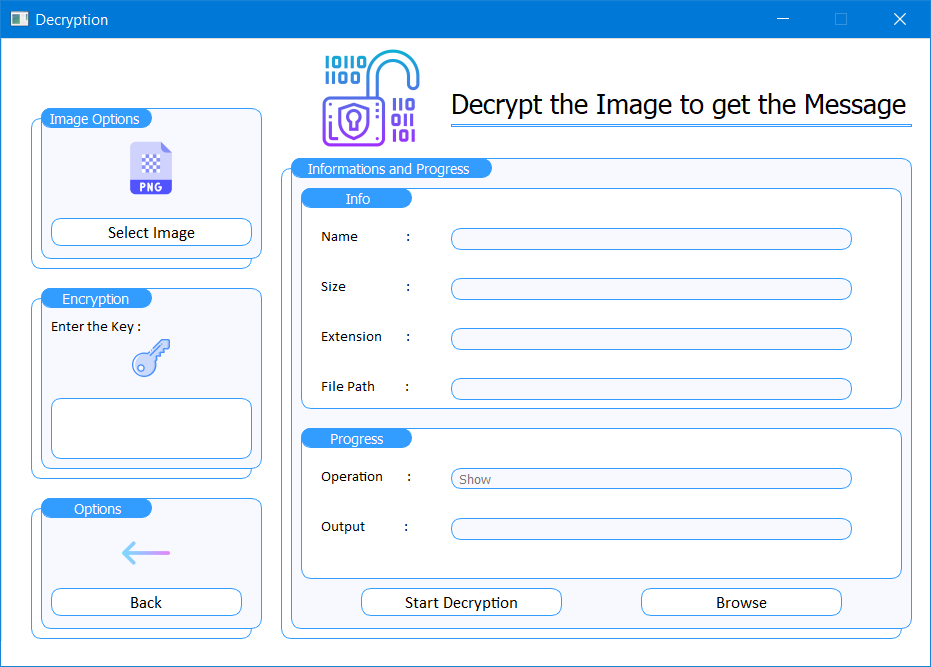 Decryption
10110
1100
110
011
101
Decrypt the Image to get the Message
Image Options
PNG
Select Image
Encryption
Enter the Key :
Options
Back
Informations and Progress
Info
Name :
Size :
Extension :
File Path :
Progress
Operation : Show
Output :
Start Decryption
Browse